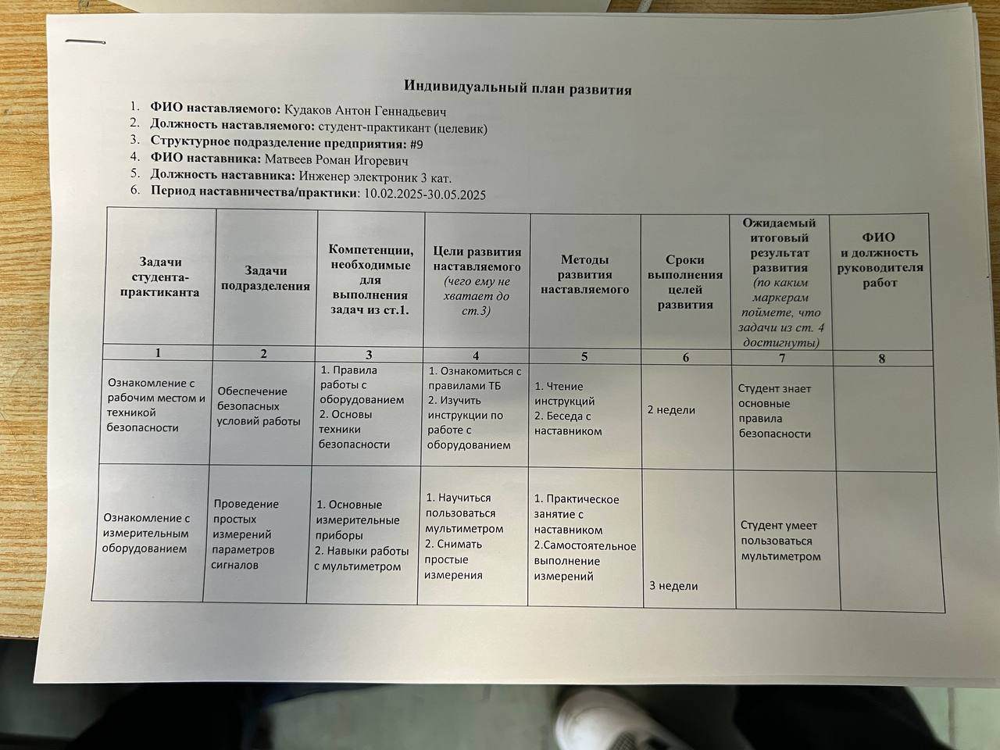 Индивидуальный план развития
1. ФИО наставляемого: Кудаков Антон Геннадьевич
2. Должность наставляемого: студент-практикант (целевик)
3. Структурное подразделение предприятия: #9
4. ФИО наставника: Матвеев Роман Игоревич
5. Должность наставника: Инженер электроник 3 кат.
6. Период наставничества/практики: 10.02.2025-30.05.2025
Задачи
студента-
практиканта
Задачи
подразделения
Компетенции,
необходимые
для
выполнения
задач из ст.1.
Цели развития
наставляемого
(чего ему не
хватает до
ст.3)
Методы
развития
наставляемого
Сроки
выполнения
целей
развития
Ожидаемый
итоговый
результат
развития
(по каким
маркерам
поймете, что
задачи из ст. 4
достигнуты)
ФИО
и должность
руководителя
работ
1
2
3
4
5
6
7
8
Ознакомление с
рабочим местом и
техникой
безопасности
Обеспечение
безопасных
условий работы
1. Правила
работы с
оборудованием
2. Основы
техники
безопасности
1. Ознакомиться с
правилами ТБ
2. Изучить
инструкции по
работе с
оборудованием
1. Чтение
инструкций
2. Беседа с
наставником
2 недели
Студент знает
основные
правила
безопасности
Ознакомление с
измерительным
оборудованием
Проведение
простых
измерений
параметров
сигналов
1. Основные
измерительные
приборы
2. Навыки работы
с мультиметром
1. Научиться
пользоваться
мультиметром
2. Снимать
простые
измерения
1. Практическое
занятие с
наставником
2.Самостоятельное
выполнение
измерений
3 недели
Студент умеет
пользоваться
мультиметром